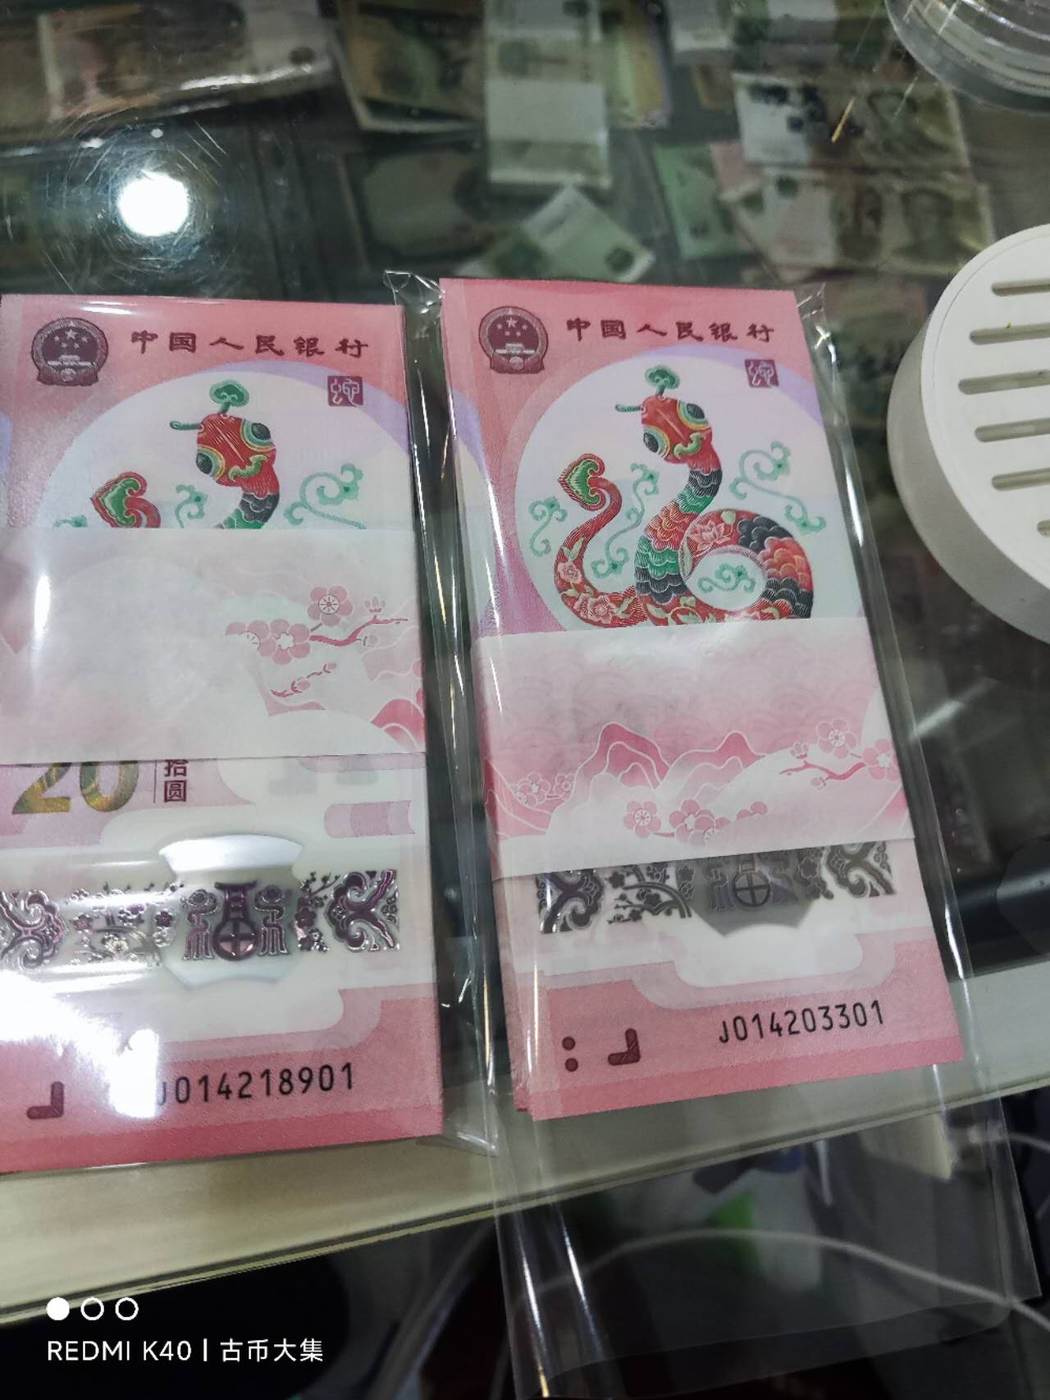 中国人民银行
20
拾
圆
J014218901
中国人民银行
J014203301
REDMI K40 | 古币大集